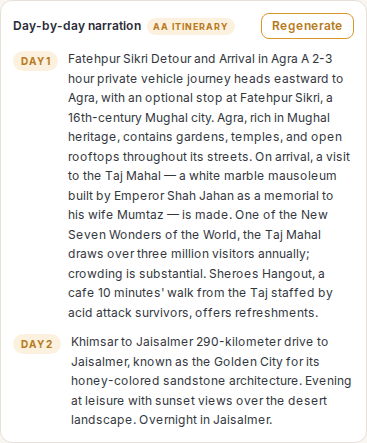 Day-by-day narration AA ITINERARY Regenerate
DAY1 Fatehpur Sikri Detour and Arrival in Agra A 2-3
hour private vehicle journey heads eastward to
Agra, with an optional stop at Fatehpur Sikri, a
16th-century Mughal city. Agra, rich in Mughal
heritage, contains gardens, temples, and open
rooftops throughout its streets. On arrival, a visit
to the Taj Mahal — a white marble mausoleum
built by Emperor Shah Jahan as a memorial to
his wife Mumtaz — is made. One of the New
Seven Wonders of the World, the Taj Mahal
draws over three million visitors annually;
crowding is substantial. Sheroes Hangout, a
cafe 10 minutes' walk from the Taj staffed by
acid attack survivors, offers refreshments.
DAY2 Khimsar to Jaisalmer 290-kilometer drive to
Jaisalmer, known as the Golden City for its
honey-colored sandstone architecture. Evening
at leisure with sunset views over the desert
landscape. Overnight in Jaisalmer.